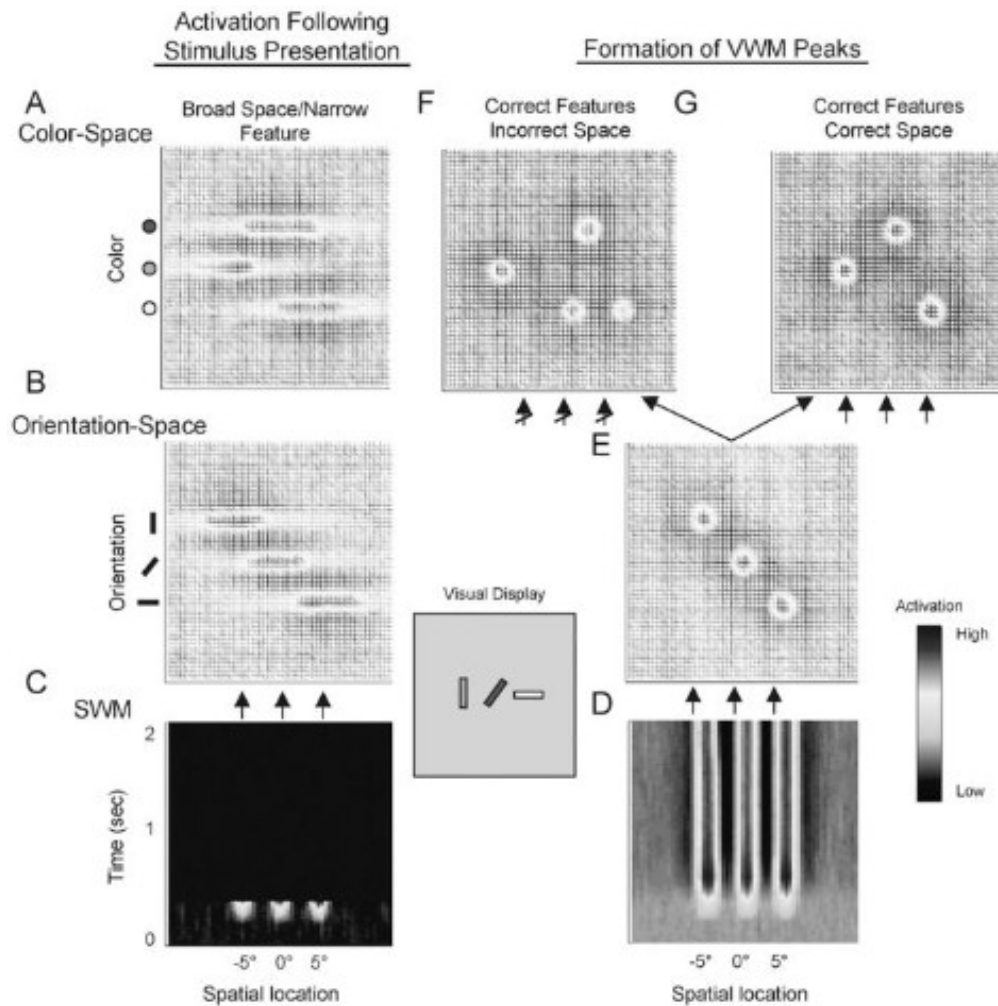 Activation Following
Stimulus Presentation
Formation of VWM Peaks
A
Color-Space
Broad Space/Narrow
Feature
F
Correct Features
Incorrect Space
G
Correct Features
Correct Space
Color
B
Orientation-Space
Orientation
E
Visual Display
Activation
High
Low
C
SWM
D
Time (sec)
2
1
0
-5° 0° 5°
Spatial location
-5° 0° 5°
Spatial location